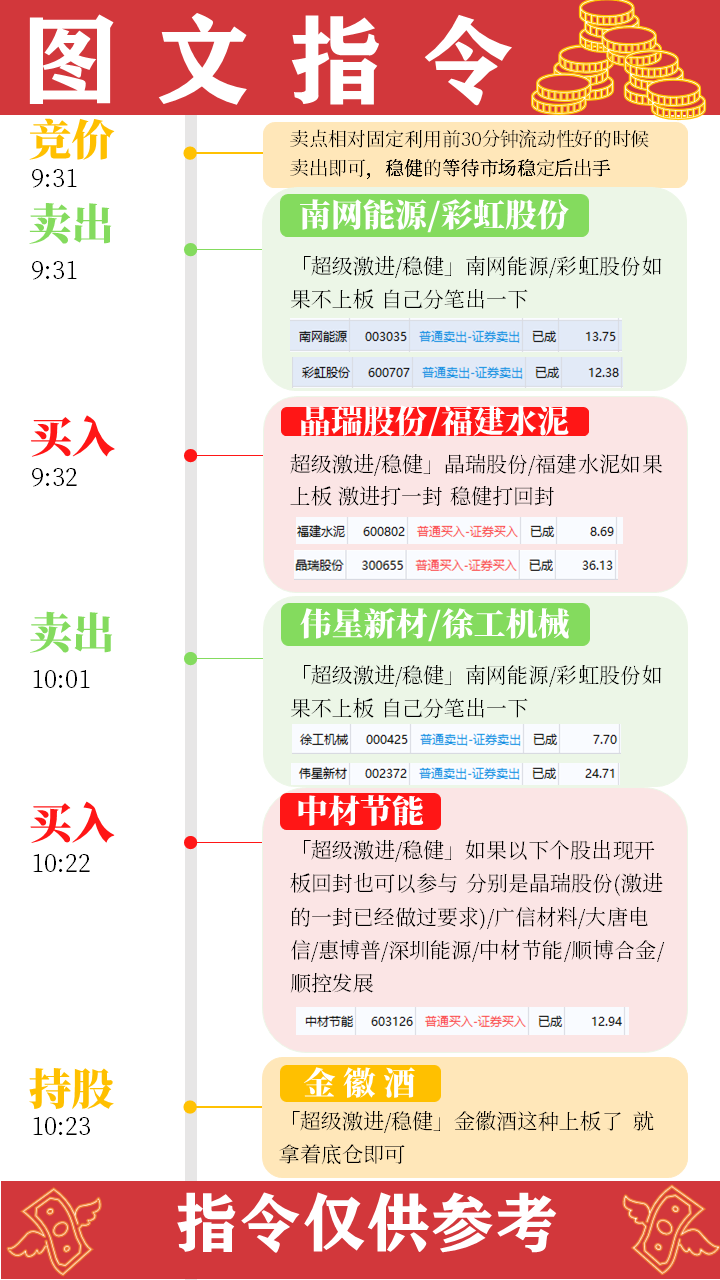 图文指令
竞价
9:31
卖点相对固定利用前30分钟流动性好的时候
卖出即可，稳健的等待市场稳定后出手
卖出
9:31
南网能源/彩虹股份
「超级激进/稳健」南网能源/彩虹股份如
果不上板 自己分笔出一下
南网能源 003035 普通卖出-证券卖出 已成 13.75
彩虹股份 600707 普通卖出-证券卖出 已成 12.38
买入
9:32
晶瑞股份/福建水泥
超级激进/稳健」晶瑞股份/福建水泥如果
上板 激进打一封 稳健打回封
福建水泥 600802 普通买入-证券买入 已成 8.69
晶瑞股份 300655 普通买入-证券买入 已成 36.13
卖出
10:01
伟星新材/徐工机械
「超级激进/稳健」南网能源/彩虹股份如
果不上板 自己分笔出一下
徐工机械 000425 普通卖出-证券卖出 已成 7.70
伟星新材 002372 普通卖出-证券卖出 已成 24.71
买入
10:22
中材节能
「超级激进/稳健」如果以下个股出现开
板回封也可以参与 分别是晶瑞股份(激进
的一封已经做过要求)/广信材料/大唐电
信/惠博普/深圳能源/中材节能/顺博合金/
顺控发展
中材节能 603126 普通买入-证券买入 已成 12.94
持股
10:23
金徽酒
「超级激进/稳健」金徽酒这种上板了 就
拿着底仓即可
指令仅供参考